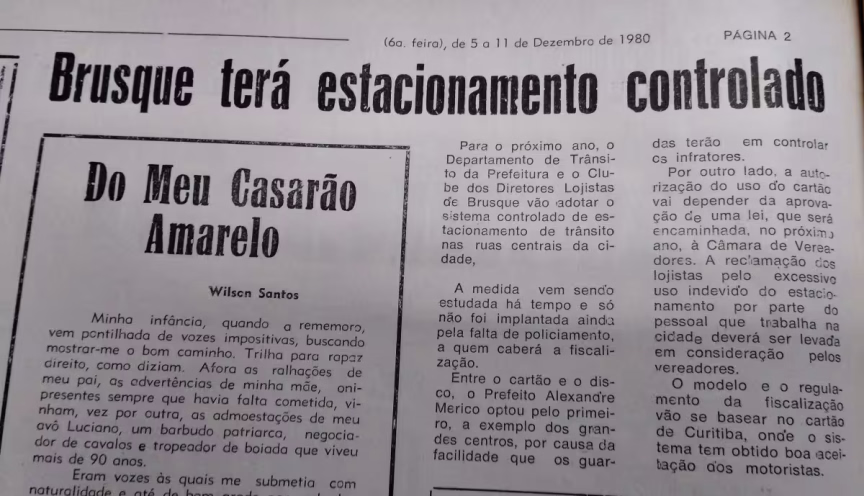 (6a. feira), de 5 a 11 de Dezembro de 1980
PÁGINA 2
Brusque terá estacionamento controlado
Do Meu Casarão
Amarelo
Wilson Santos
Minha infância, quando a rememoro,
vem pontilhada de vozes impositivas, buscando
mostrar-me o bom caminho. Trilha para rapaz
direito, como diziam. Afora as ralhações de
meu pai, as advertências de minha mãe, oni-
presentes sempre que havia falta cometida, vi-
nham, vez por outra, as admoestações de meu
avô Luciano, um barbudo patriarca, negocia-
dor de cavalos e tropeador de boiada que viveu
mais de 90 anos.
Eram vozes às quais me submetia com
naturalidade e até de bom
Para o próximo ano, o
Departamento de Trânsi-
to da Prefeitura e o Clu-
be dos Diretores Lojistas
de Brusque vão adotar o
sistema controlado de es-
tacionamento de trânsito
nas ruas centrais da ci-
dade,
A medida vem sendo
estudada há tempo e só
não foi implantada ainda
pela falta de policiamento,
a quem caberá a fiscali-
zação.
Entre o cartão e o dis-
co, o Prefeito Alexandre
Merico optou pelo primei-
ro, a exemplo dos gran-
des centros, por causa da
facilidade que os guar-
das terão em controlar
os infratores.
Por outro lado, a auto-
rização do uso do cartão
vai depender da aprova-
ção de uma lei, que será
encaminhada, no próximo
ano, à Câmara de Verea-
dores. A reclamação dos
lojistas pelo excessivo
uso indevido do estacio-
namento por parte do
pessoal que trabalha na
cidade deverá ser levada
em consideração pelos
vereadores.
O modelo e o regula-
mento da fiscalização
vão se basear no cartão
de Curitiba, onde o sis-
tema tem obtido boa acei-
tação dos motoristas.